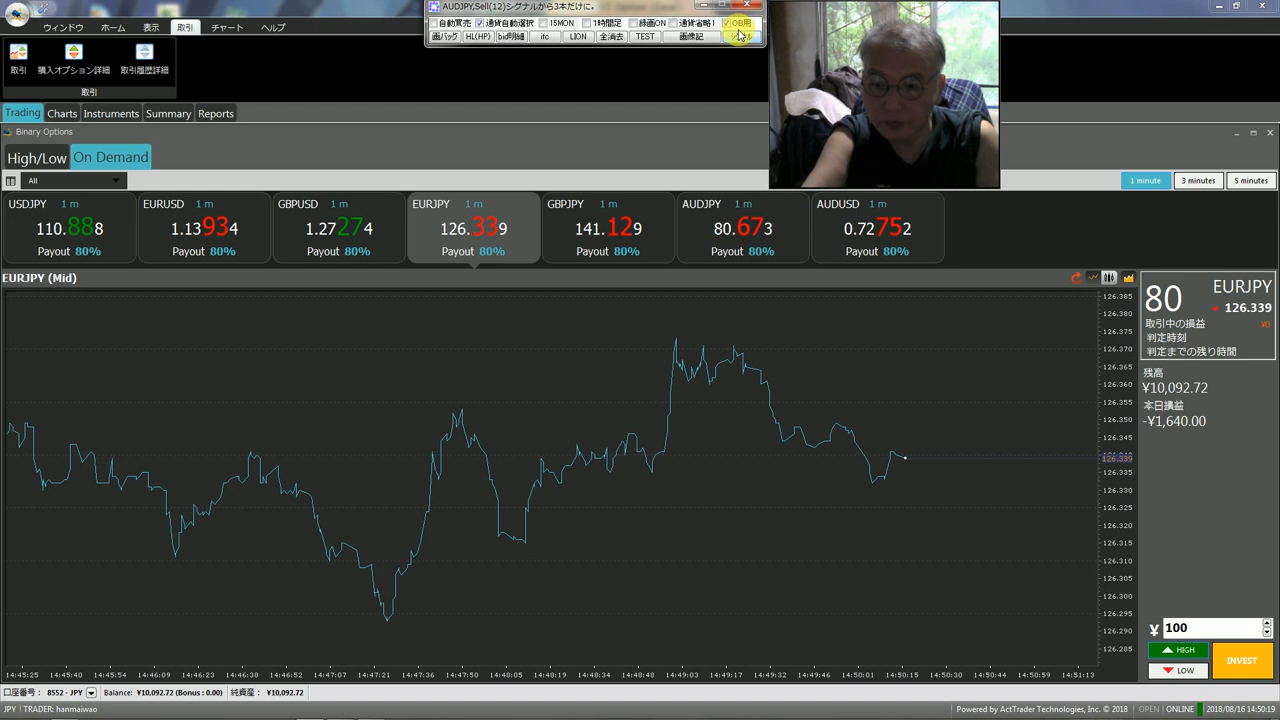 AUDJPY,Sell(12)シグナルから3本だけに。
自動買売 通貨自動選択 15MON 1時間足 録画ON 通貨省略! OB用
画バッグ HL(HP) bid明細 ifc LION 全消去 TEST 画像記
ウィンドウ ホーム 表示 取引 チャート ヘルプ
取引 購入オプション詳細 取引履歴詳細
取引
Trading Charts Instruments Summary Reports
Binary Options
High/Low On Demand
All 1 minute 3 minutes 5 minutes
USDJPY 1 m EURUSD 1 m GBPUSD 1 m EURJPY 1 m GBPJPY 1 m AUDJPY 1 m AUDUSD 1 m
110.888 1.13934 1.27274 126.339 141.129 80.673 0.72752
Payout 80% Payout 80% Payout 80% Payout 80% Payout 80% Payout 80% Payout 80%
EURJPY (Mid)
80 EURJPY
126.339
取引中の損益 ¥0
判定時刻
判定までの残り時間
残高
¥10,092.72
本日損益
-¥1,640.00
126.385
126.380
126.375
126.370
126.365
126.360
126.355
126.350
126.345
126.339
126.335
126.330
126.325
126.320
126.315
126.310
126.305
126.300
126.295
126.290
126.285
¥ 100
HIGH
LOW
INVEST
14:45:25 14:45:40 14:45:54 14:46:09 14:46:23 14:46:38 14:46:52 14:47:07 14:47:21 14:47:36 14:47:50 14:48:05 14:48:19 14:48:34 14:48:48 14:49:03 14:49:17 14:49:32 14:49:46 14:50:01 14:50:15 14:50:30 14:50:44 14:50:59 14:51:13
口座番号： 8552 - JPY Balance: ¥10,092.72 (Bonus : 0.00) 純資産： ¥10,092.72
JPY TRADER: hanmaiwao Powered by ActTrader Technologies, Inc. © 2018 OPEN ONLINE 2018/08/16 14:50:19